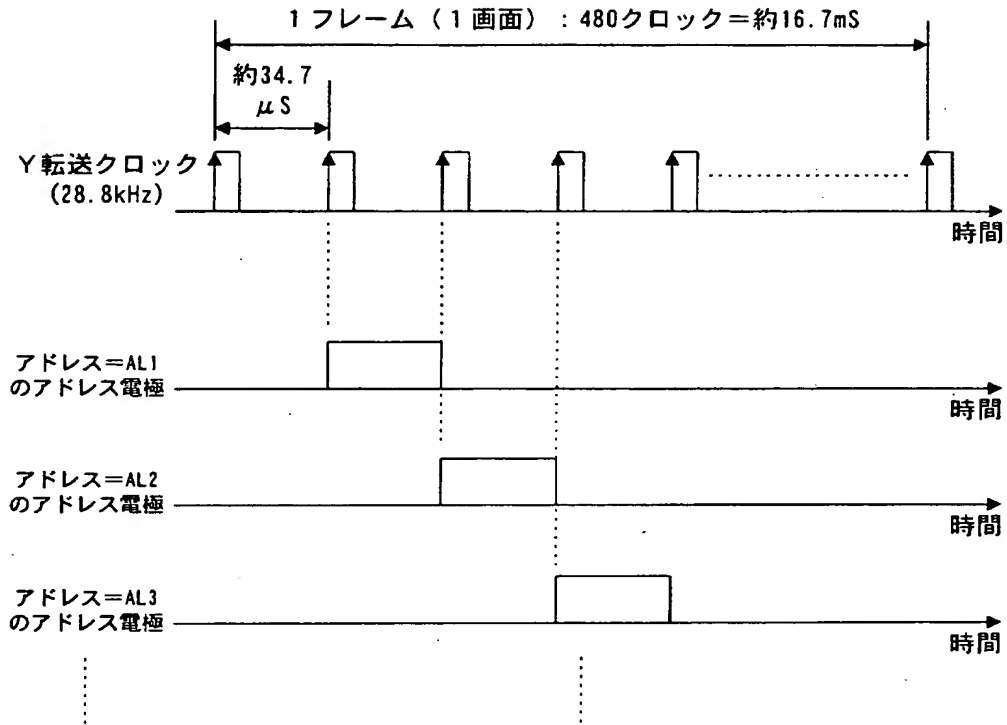 1フレーム（1画面）：480クロック＝約16.7mS
約34.7
μS
Y転送クロック
(28.8kHz)
時間
アドレス＝AL1
のアドレス電極
時間
アドレス＝AL2
のアドレス電極
時間
アドレス＝AL3
のアドレス電極
時間